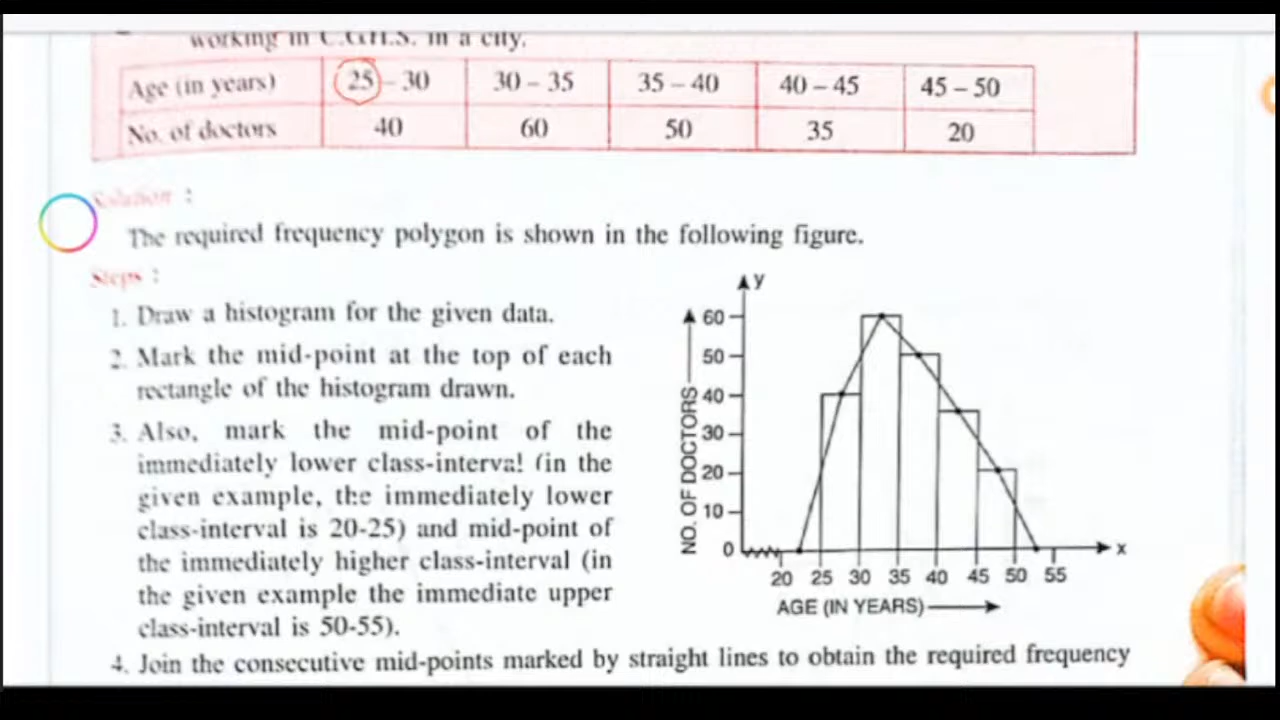 working in C.G.H.S. in a city.
Age (in years) 25 – 30 30 – 35 35 – 40 40 – 45 45 – 50
No. of doctors 40 60 50 35 20
Solution :
The required frequency polygon is shown in the following figure.
Steps :
1. Draw a histogram for the given data.
2. Mark the mid-point at the top of each
rectangle of the histogram drawn.
3. Also, mark the mid-point of the
immediately lower class-interval (in the
given example, the immediately lower
class-interval is 20-25) and mid-point of
the immediately higher class-interval (in
the given example the immediate upper
class-interval is 50-55).
y
60
50
40
30
20
10
0
NO. OF DOCTORS
x
20 25 30 35 40 45 50 55
AGE (IN YEARS)
4. Join the consecutive mid-points marked by straight lines to obtain the required frequency